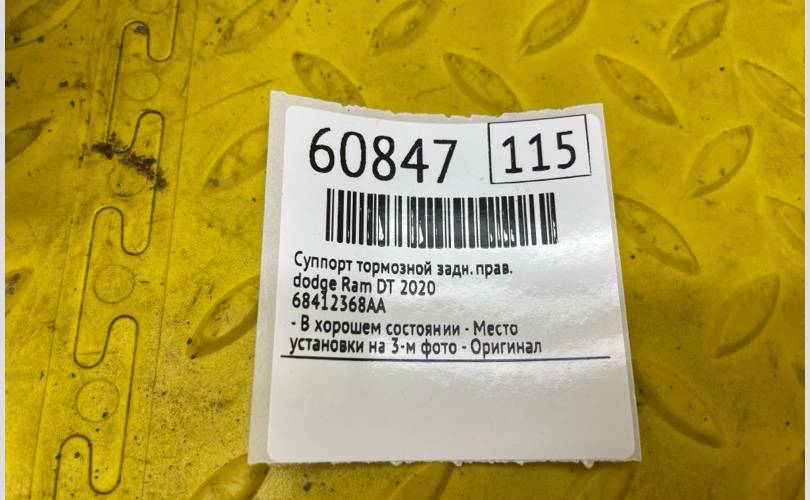 60847 115
Суппорт тормозной задн. прав.
dodge Ram DT 2020
68412368AA
- В хорошем состоянии - Место
установки на 3-м фото - Оригинал